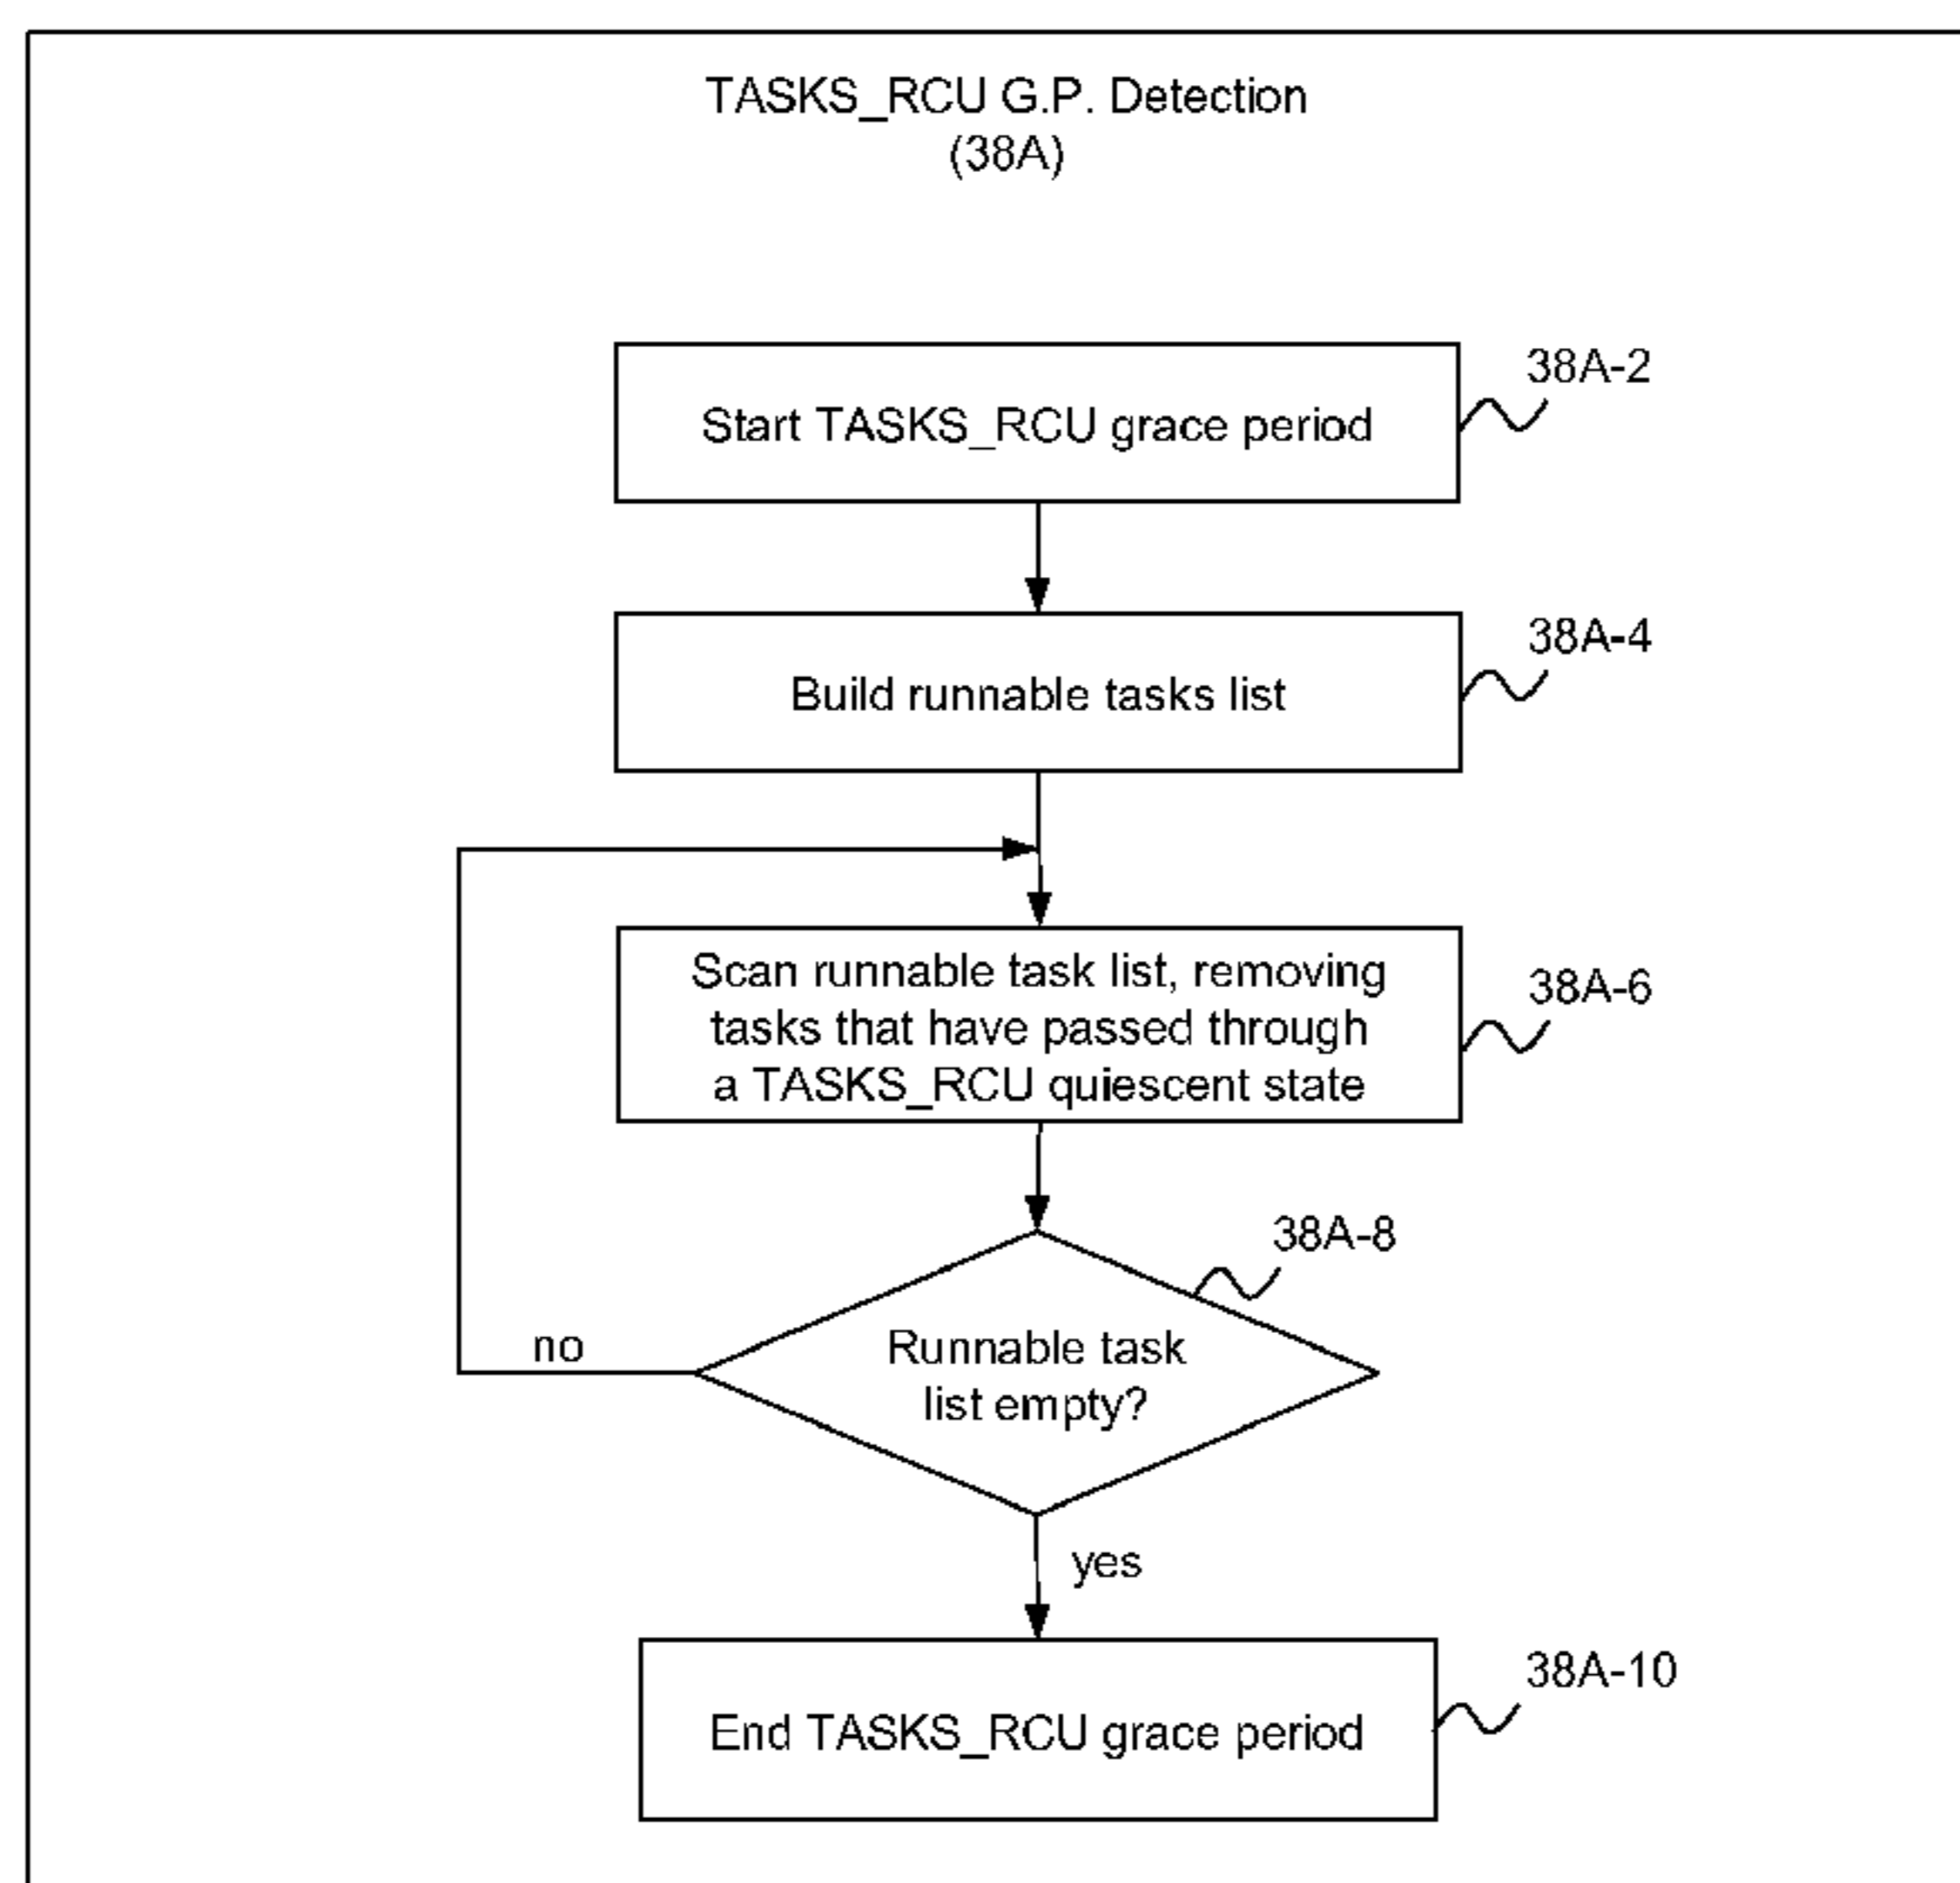 TASKS_RCU G.P. Detection
(38A)
38A-2
Start TASKS_RCU grace period
38A-4
Build runnable tasks list
Scan runnable task list, removing
38A-6
tasks that have passed through
a TASKS_RCU quiescent state
38A-8
no
Runnable task
list empty?
yes
38A-10
End TASKS_RCU grace period